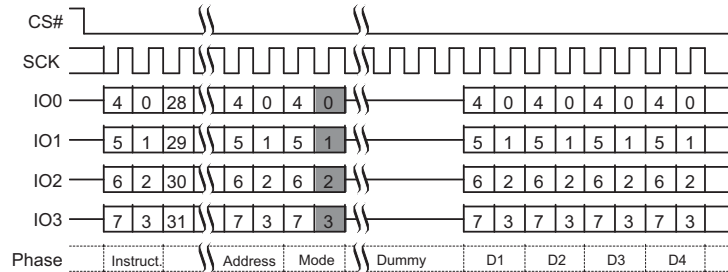 CS#
SCK
IO0 4 0 28 4 0 4 0 4 0 4 0 4 0 4 0
IO1 5 1 29 5 1 5 1 5 1 5 1 5 1 5 1
IO2 6 2 30 6 2 6 2 6 2 6 2 6 2 6 2
IO3 7 3 31 7 3 7 3 7 3 7 3 7 3 7 3
Phase Instruct. Address Mode Dummy D1 D2 D3 D4